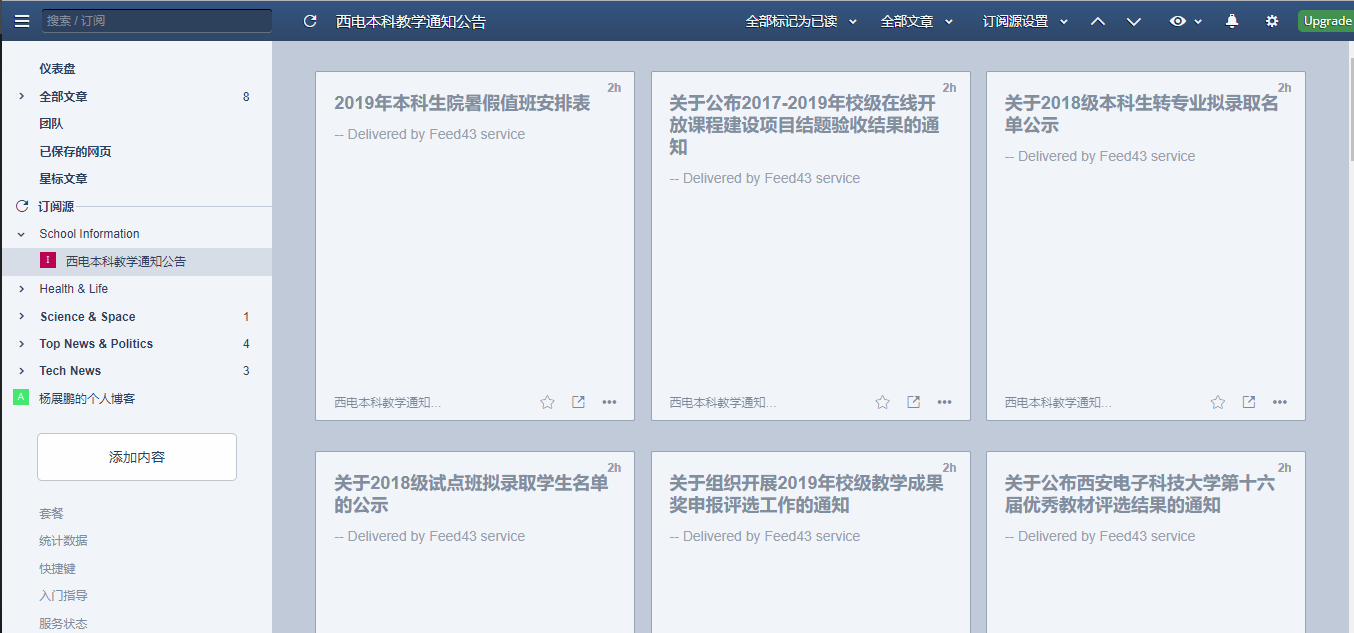 搜索 / 订阅
西电本科教学通知公告
全部标记为已读
全部文章
订阅源设置
Upgrade
仪表盘
全部文章 8
团队
已保存的网页
星标文章
订阅源
School Information
I 西电本科教学通知公告
Health & Life
Science & Space 1
Top News & Politics 4
Tech News 3
A 杨展鹏的个人博客
添加内容
套餐
统计数据
快捷键
入门指导
服务状态
2h
2019年本科生院暑假值班安排表
-- Delivered by Feed43 service
西电本科教学通知...
2h
关于公布2017-2019年校级在线开
放课程建设项目结题验收结果的通
知
-- Delivered by Feed43 service
西电本科教学通知...
2h
关于2018级本科生转专业拟录取名
单公示
-- Delivered by Feed43 service
西电本科教学通知...
2h
关于2018级试点班拟录取学生名单
的公示
-- Delivered by Feed43 service
2h
关于组织开展2019年校级教学成果
奖申报评选工作的通知
-- Delivered by Feed43 service
2h
关于公布西安电子科技大学第十六
届优秀教材评选结果的通知
-- Delivered by Feed43 service